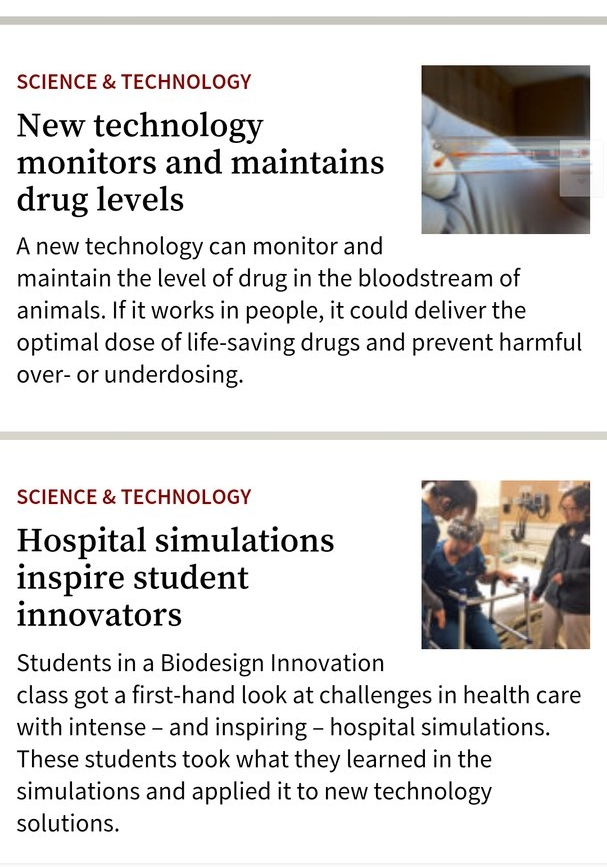 SCIENCE & TECHNOLOGY
New technology
monitors and maintains
drug levels
A new technology can monitor and
maintain the level of drug in the bloodstream of
animals. If it works in people, it could deliver the
optimal dose of life-saving drugs and prevent harmful
over- or underdosing.
SCIENCE & TECHNOLOGY
Hospital simulations
inspire student
innovators
Students in a Biodesign Innovation
class got a first-hand look at challenges in health care
with intense – and inspiring – hospital simulations.
These students took what they learned in the
simulations and applied it to new technology
solutions.